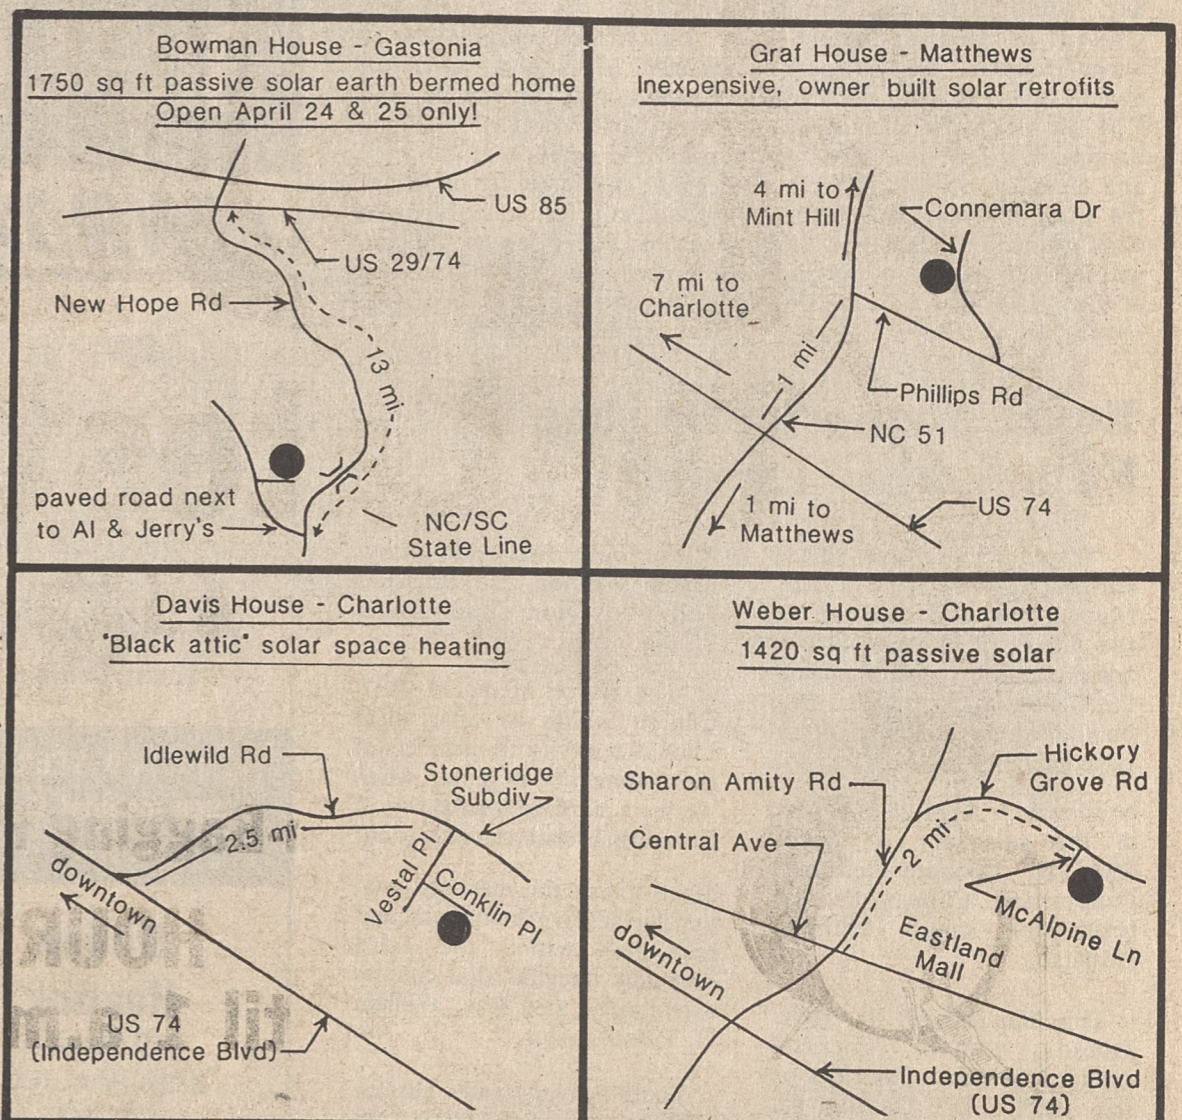 Bowman House - Gastonia
1750 sq ft passive solar earth bermed home
Open April 24 & 25 only!
US 85
US 29/74
New Hope Rd
13 mi
paved road next
to Al & Jerry's
NC/SC
State Line
Graf House - Matthews
Inexpensive, owner built solar retrofits
4 mi to
Mint Hill
Connemara Dr
7 mi to
Charlotte
1 mi
Phillips Rd
NC 51
US 74
1 mi to
Matthews
Davis House - Charlotte
"Black attic" solar space heating
Idlewild Rd
Stoneridge
Subdiv
2.5 mi
downtown
Vestal Pl
Conklin Pl
US 74
(Independence Blvd)
Weber House - Charlotte
1420 sq ft passive solar
Hickory
Grove Rd
Sharon Amity Rd
Central Ave
2 mi
McAlpine Ln
Eastland
Mall
downtown
Independence Blvd
(US 74)